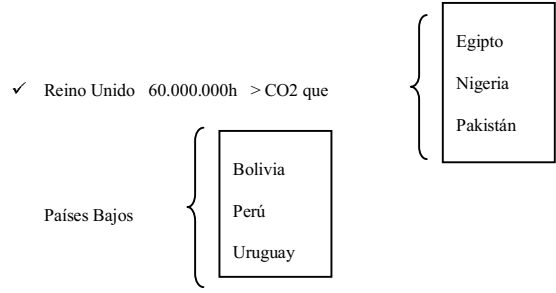 Egipto
✓ Reino Unido 60.000.000h > CO2 que
Nigeria
Pakistán
Bolivia
Países Bajos
Perú
Uruguay